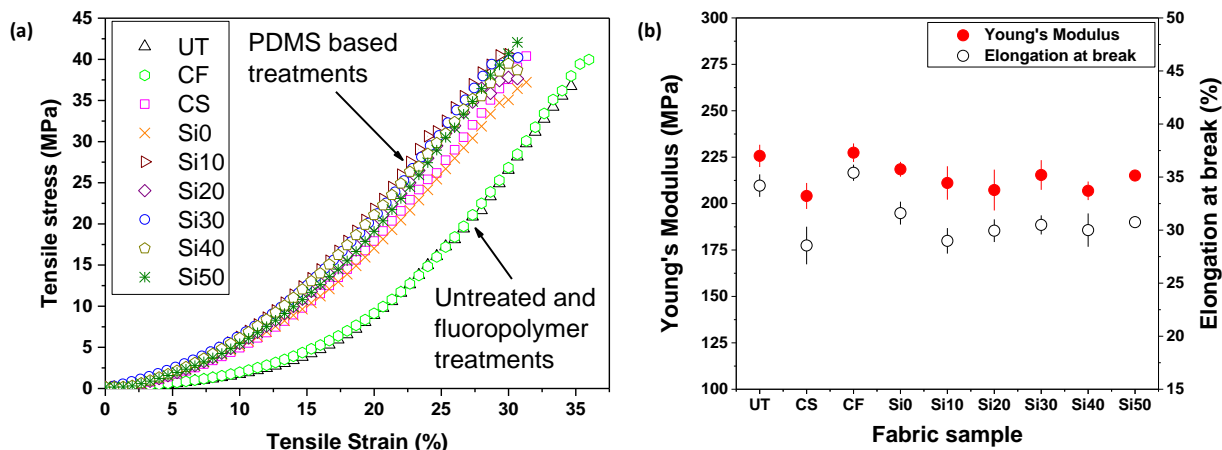 (a)
45
40
35
30
25
20
15
10
5
0
Tensile stress (MPa)
UT
CF
CS
Si0
Si10
Si20
Si30
Si40
Si50
PDMS based
treatments
Untreated and
fluoropolymer
treatments
0 5 10 15 20 25 30 35
Tensile Strain (%)
(b)
300
275
250
225
200
175
150
125
100
Young's Modulus (MPa)
Young's Modulus
Elongation at break
50
45
40
35
30
25
20
15
Elongation at break (%)
UT CS CF Si0 Si10 Si20 Si30 Si40 Si50
Fabric sample